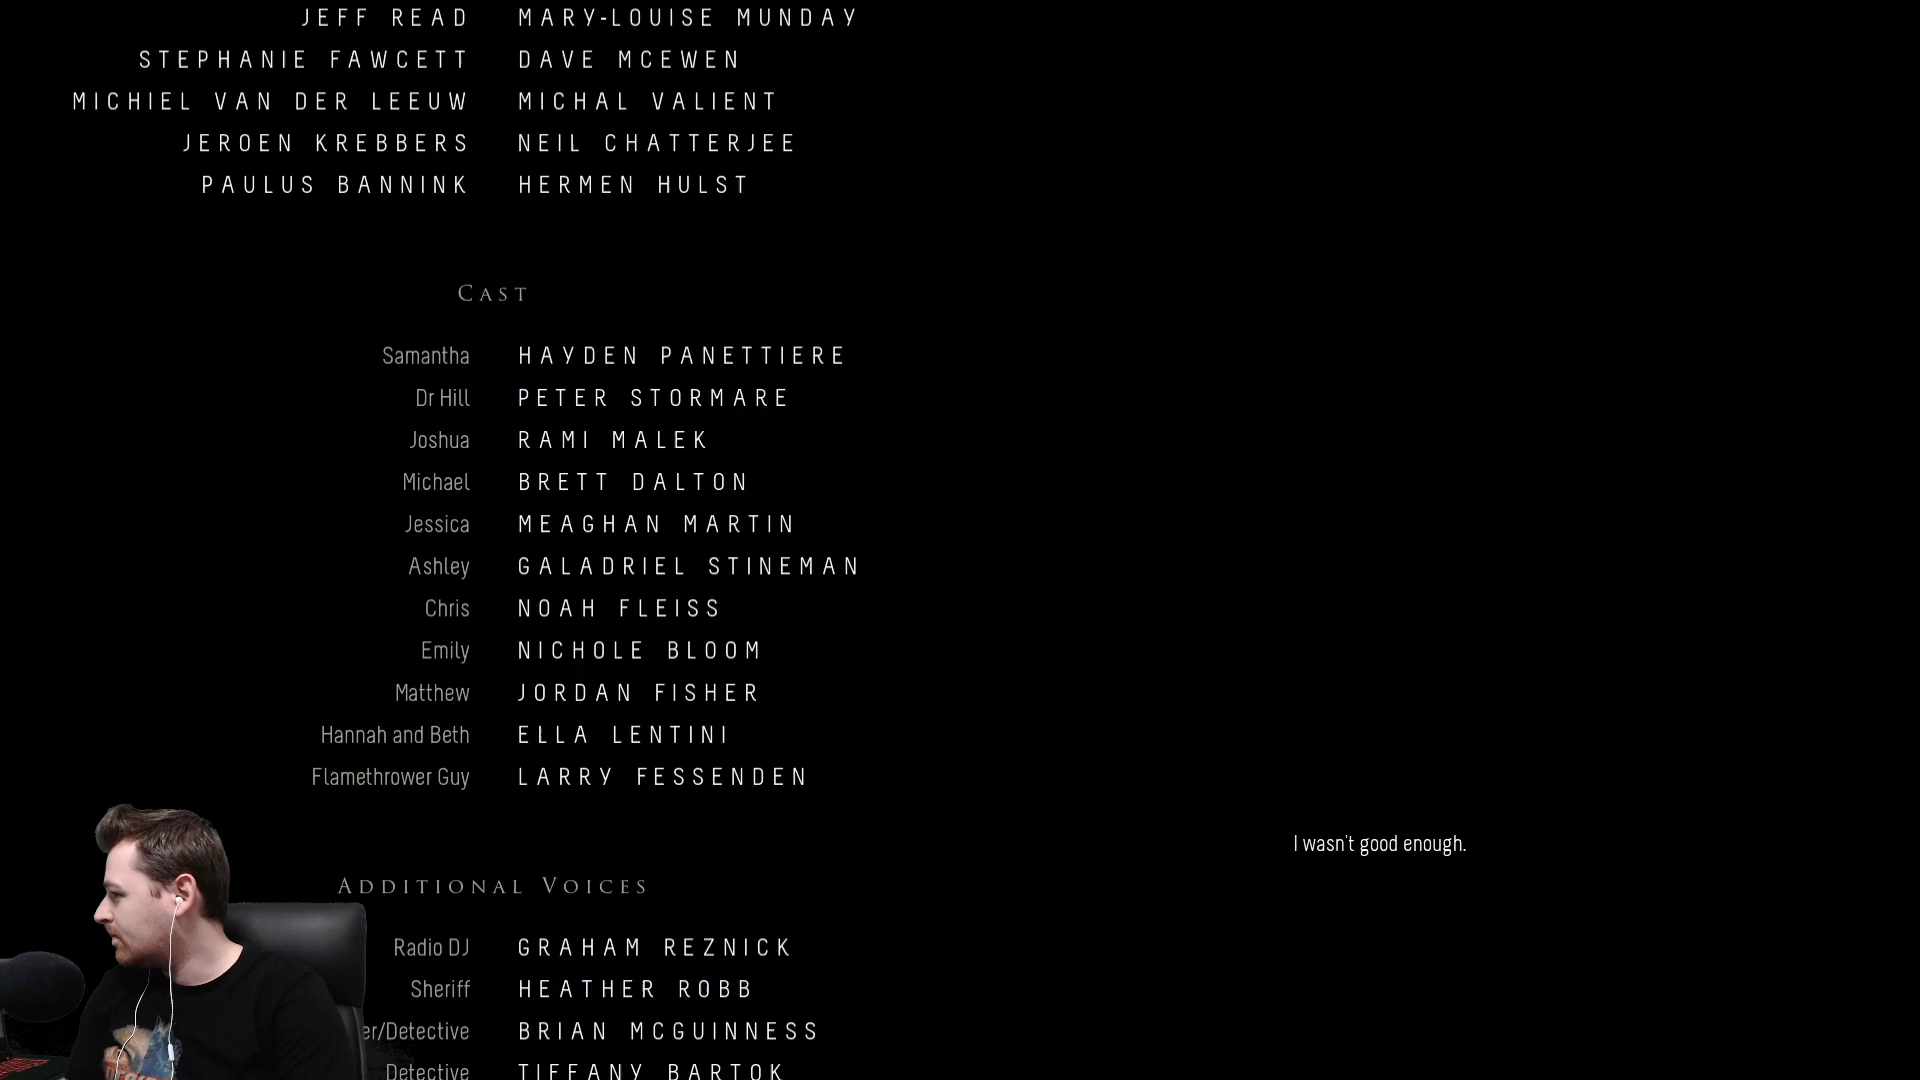 JEFF READ MARY-LOUISE MUNDAY
STEPHANIE FAWCETT DAVE MCEWEN
MICHIEL VAN DER LEEUW MICHAL VALIENT
JEROEN KREBBERS NEIL CHATTERJEE
PAULUS BANNINK HERMEN HULST
CAST
Samantha HAYDEN PANETTIERE
Dr Hill PETER STORMARE
Joshua RAMI MALEK
Michael BRETT DALTON
Jessica MEAGHAN MARTIN
Ashley GALADRIEL STINEMAN
Chris NOAH FLEISS
Emily NICHOLE BLOOM
Matthew JORDAN FISHER
Hannah and Beth ELLA LENTINI
Flamethrower Guy LARRY FESSENDEN
I wasn't good enough.
ADDITIONAL VOICES
Radio DJ GRAHAM REZNICK
Sheriff HEATHER ROBB
er/Detective BRIAN MCGUINNESS
Detective TIFFANY BARTOK